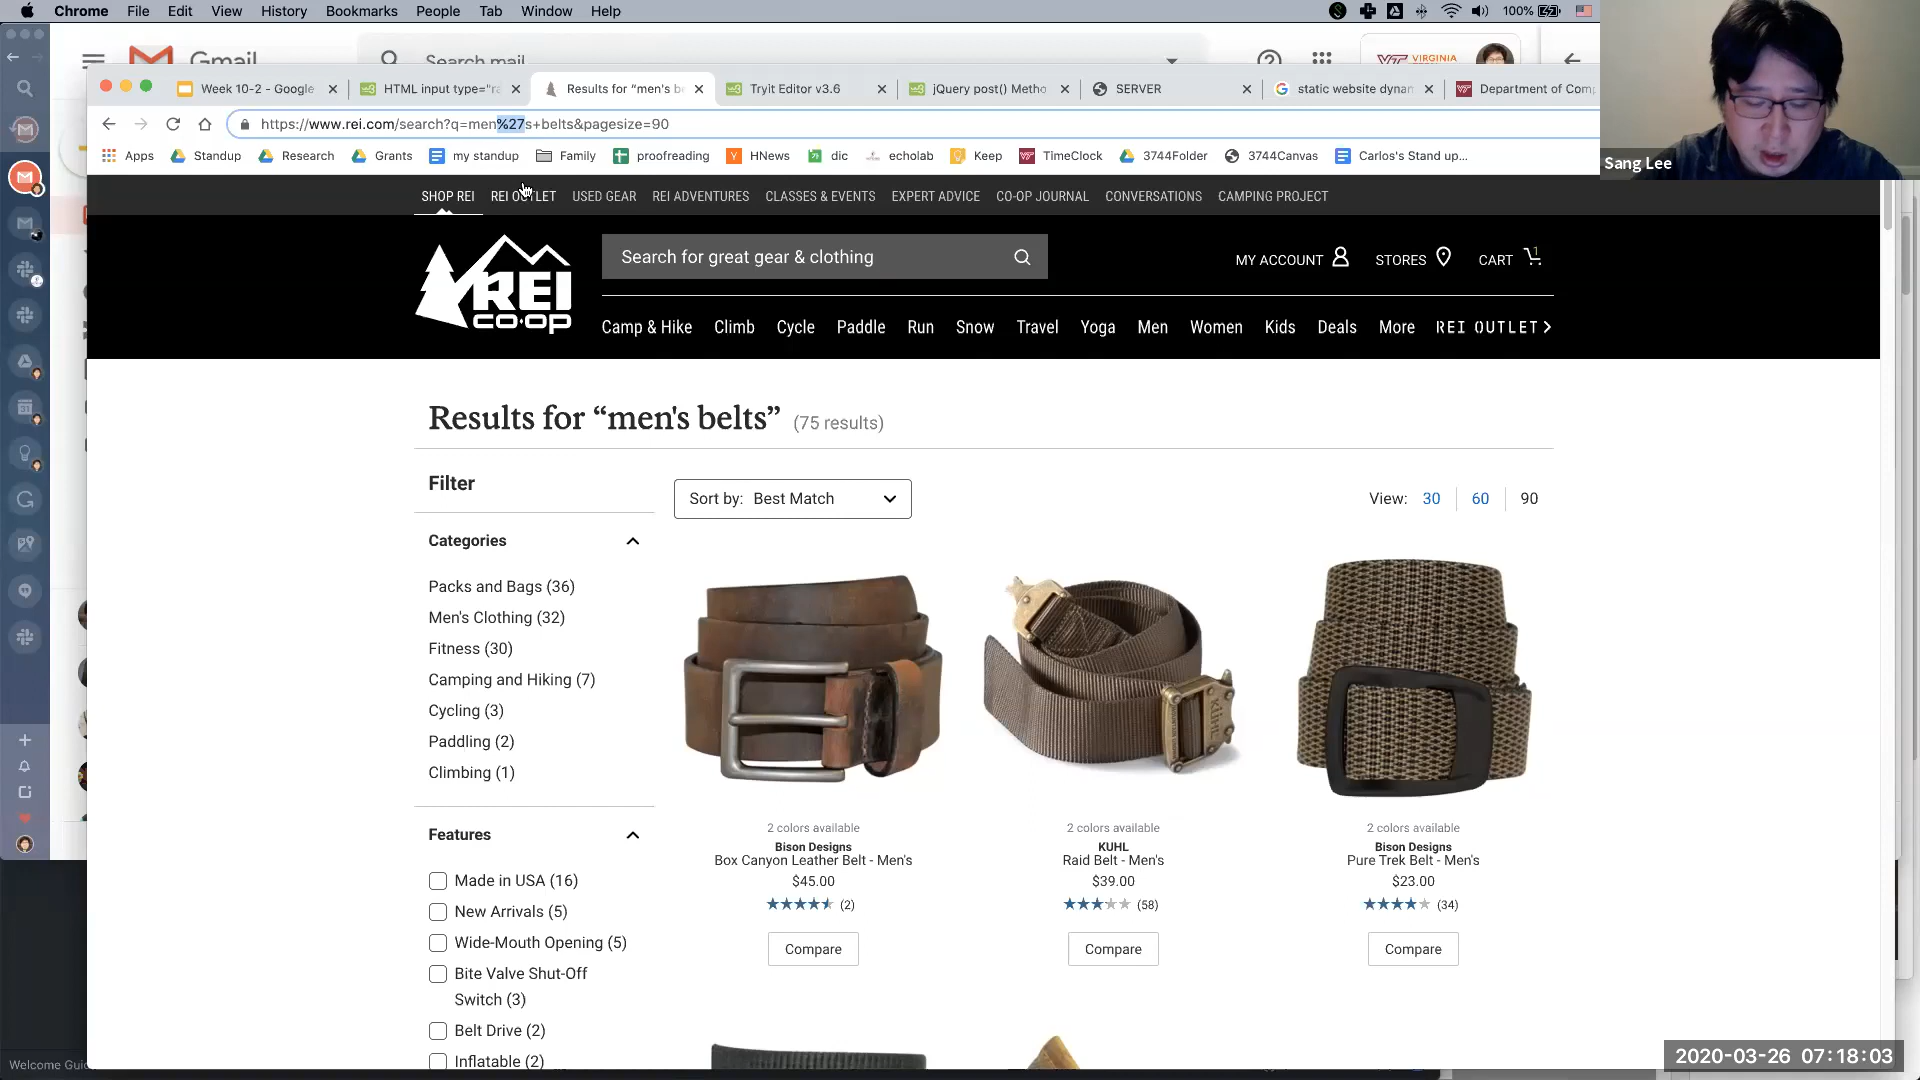 Chrome File Edit View History Bookmarks People Tab Window Help
100%
Gmail
Search mail
VIRGINIA
Week 10-2 - Google
HTML input type="ra
Results for “men's be
Tryit Editor v3.6
jQuery post() Metho
SERVER
static website dynan
Department of Comp
https://www.rei.com/search?q=men%27s+belts&pagesize=90
Apps Standup Research Grants my standup Family proofreading HNews dic echolab Keep TimeClock 3744Folder 3744Canvas Carlos's Stand up...
Sang Lee
SHOP REI REI OUTLET USED GEAR REI ADVENTURES CLASSES & EVENTS EXPERT ADVICE CO-OP JOURNAL CONVERSATIONS CAMPING PROJECT
REI
CO·OP
Search for great gear & clothing
MY ACCOUNT STORES CART 1
Camp & Hike Climb Cycle Paddle Run Snow Travel Yoga Men Women Kids Deals More REI OUTLET
Results for “men's belts” (75 results)
Filter
Sort by: Best Match
View: 30 60 90
Categories
Packs and Bags (36)
Men's Clothing (32)
Fitness (30)
Camping and Hiking (7)
Cycling (3)
Paddling (2)
Climbing (1)
Features
Made in USA (16)
New Arrivals (5)
Wide-Mouth Opening (5)
Bite Valve Shut-Off
Switch (3)
Belt Drive (2)
Inflatable (2)
KUHL
2 colors available
Bison Designs
Box Canyon Leather Belt - Men's
$45.00
(2)
Compare
2 colors available
KUHL
Raid Belt - Men's
$39.00
(58)
Compare
2 colors available
Bison Designs
Pure Trek Belt - Men's
$23.00
(34)
Compare
Welcome Gui
2020-03-26 07:18:03